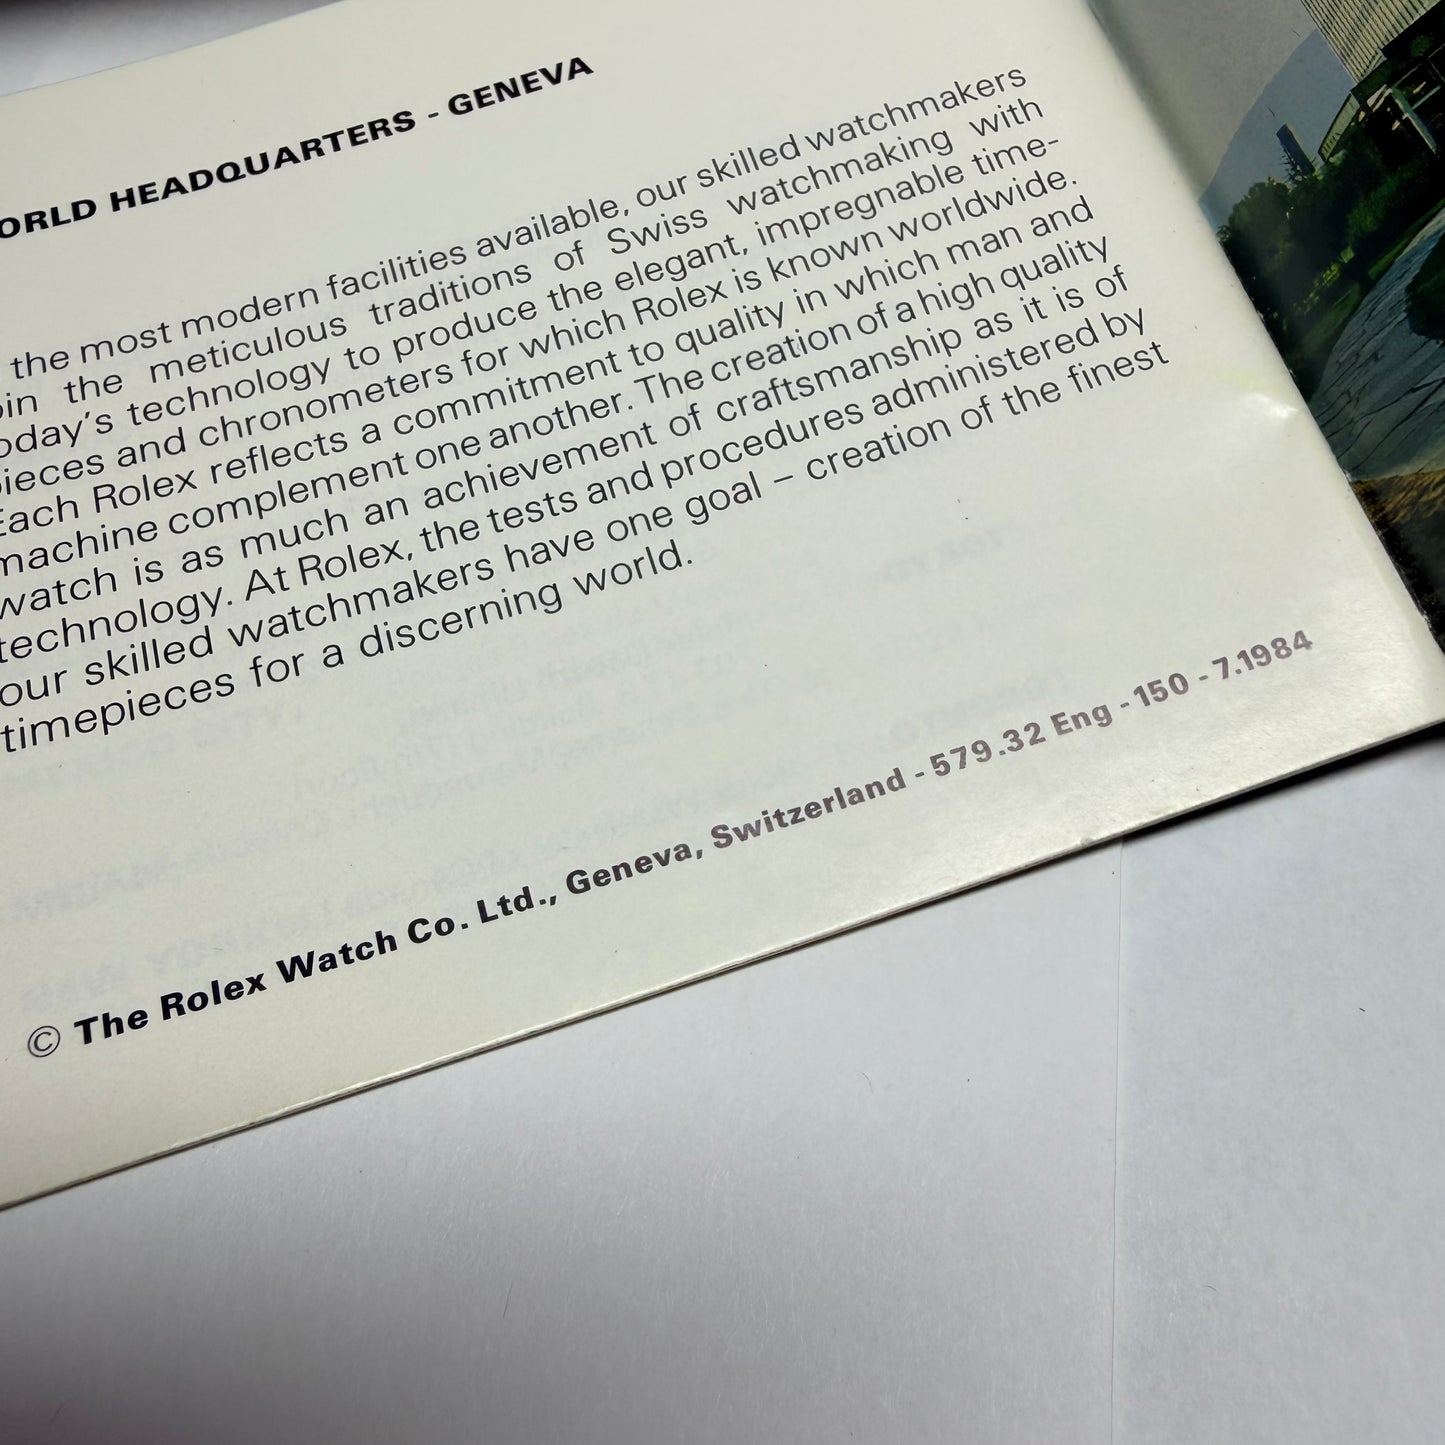 ORLD HEADQUARTERS - GENEVA
the most modern facilities available, our skilled watchmakers
oin the meticulous traditions of Swiss watchmaking with
oday's technology to produce the elegant, impregnable time-
ieces and chronometers for which Rolex is known worldwide.
Each Rolex reflects a commitment to quality in which man and
machine complement one another. The creation of a high quality
watch is as much an achievement of craftsmanship as it is of
technology. At Rolex, the tests and procedures administered by
our skilled watchmakers have one goal – creation of the finest
timepieces for a discerning world.
© The Rolex Watch Co. Ltd., Geneva, Switzerland - 579.32 Eng - 150 - 7.1984